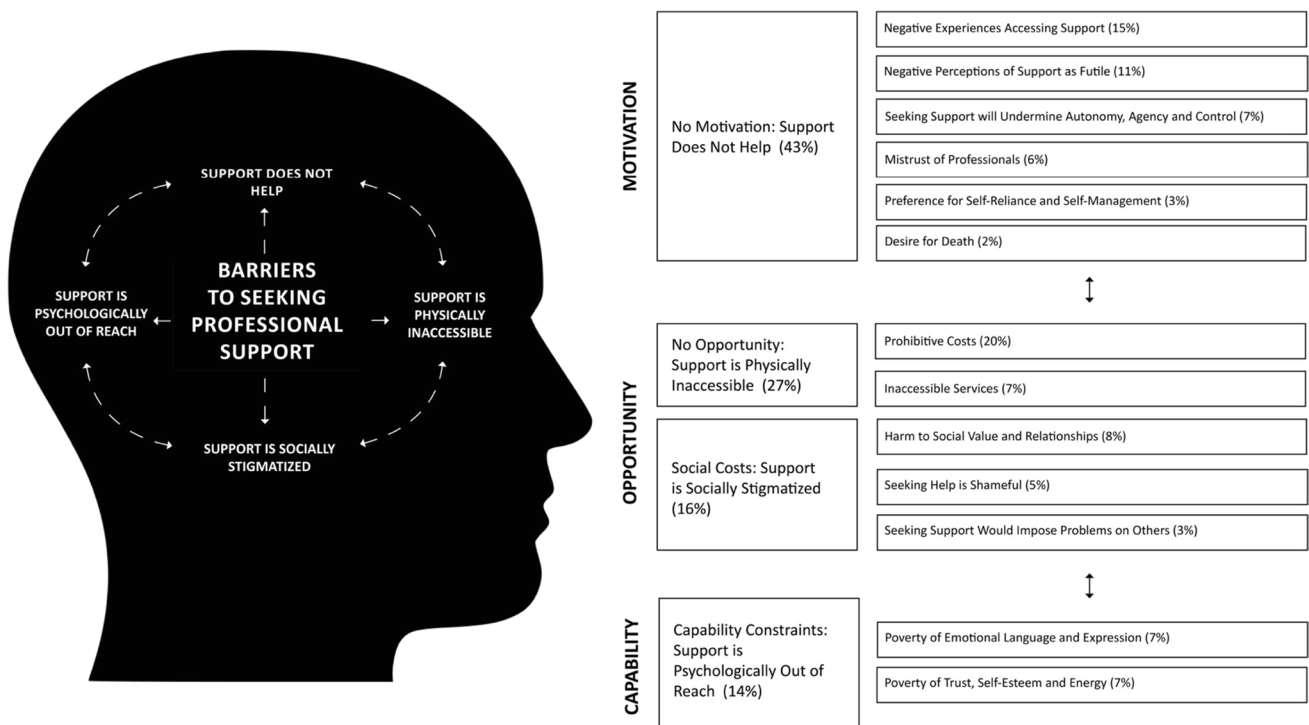 SUPPORT DOES NOT
HELP
BARRIERS
TO SEEKING
PROFESSIONAL
SUPPORT
SUPPORT IS
PSYCHOLOGICALLY
OUT OF REACH
SUPPORT IS
PHYSICALLY
INACCESSIBLE
SUPPORT IS SOCIALLY
STIGMATIZED
MOTIVATION
No Motivation: Support
Does Not Help (43%)
Negative Experiences Accessing Support (15%)
Negative Perceptions of Support as Futile (11%)
Seeking Support will Undermine Autonomy, Agency and Control (7%)
Mistrust of Professionals (6%)
Preference for Self-Reliance and Self-Management (3%)
Desire for Death (2%)
OPPORTUNITY
No Opportunity:
Support is Physically
Inaccessible (27%)
Prohibitive Costs (20%)
Inaccessible Services (7%)
Social Costs: Support
is Socially Stigmatized
(16%)
Harm to Social Value and Relationships (8%)
Seeking Help is Shameful (5%)
Seeking Support Would Impose Problems on Others (3%)
CAPABILITY
Capability Constraints:
Support is
Psychologically Out of
Reach (14%)
Poverty of Emotional Language and Expression (7%)
Poverty of Trust, Self-Esteem and Energy (7%)